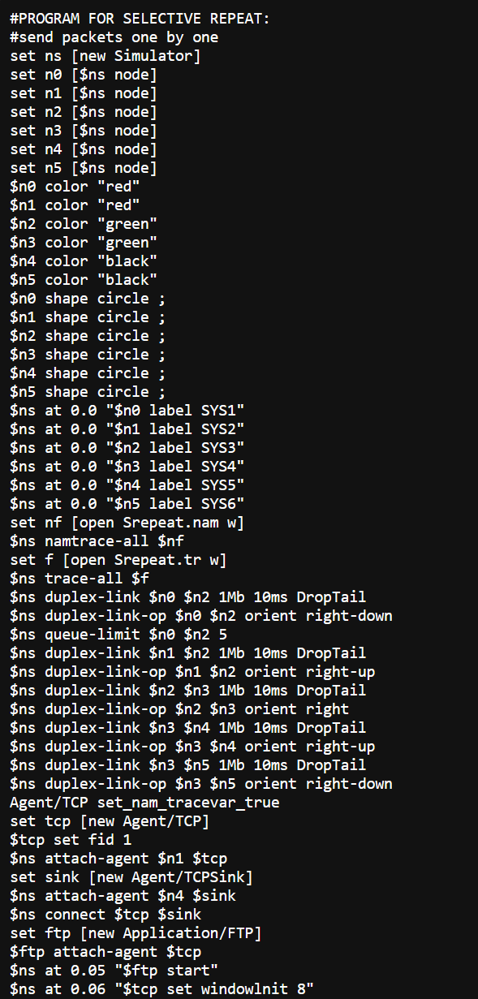 #PROGRAM FOR SELECTIVE REPEAT:
#send packets one by one
set ns [new Simulator]
set n0 [$ns node]
set n1 [$ns node]
set n2 [$ns node]
set n3 [$ns node]
set n4 [$ns node]
set n5 [$ns node]
$n0 color "red"
$n1 color "red"
$n2 color "green"
$n3 color "green"
$n4 color "black"
$n5 color "black"
$n0 shape circle ;
$n1 shape circle ;
$n2 shape circle ;
$n3 shape circle ;
$n4 shape circle ;
$n5 shape circle ;
$ns at 0.0 "$n0 label SYS1"
$ns at 0.0 "$n1 label SYS2"
$ns at 0.0 "$n2 label SYS3"
$ns at 0.0 "$n3 label SYS4"
$ns at 0.0 "$n4 label SYS5"
$ns at 0.0 "$n5 label SYS6"
set nf [open Srepeat.nam w]
$ns namtrace-all $nf
set f [open Srepeat.tr w]
$ns trace-all $f
$ns duplex-link $n0 $n2 1Mb 10ms DropTail
$ns duplex-link-op $n0 $n2 orient right-down
$ns queue-limit $n0 $n2 5
$ns duplex-link $n1 $n2 1Mb 10ms DropTail
$ns duplex-link-op $n1 $n2 orient right-up
$ns duplex-link $n2 $n3 1Mb 10ms DropTail
$ns duplex-link-op $n2 $n3 orient right
$ns duplex-link $n3 $n4 1Mb 10ms DropTail
$ns duplex-link-op $n3 $n4 orient right-up
$ns duplex-link $n3 $n5 1Mb 10ms DropTail
$ns duplex-link-op $n3 $n5 orient right-down
Agent/TCP set_nam_tracevar_true
set tcp [new Agent/TCP]
$tcp set fid 1
$ns attach-agent $n1 $tcp
set sink [new Agent/TCPSink]
$ns attach-agent $n4 $sink
$ns connect $tcp $sink
set ftp [new Application/FTP]
$ftp attach-agent $tcp
$ns at 0.05 "$ftp start"
$ns at 0.06 "$tcp set windowlnit 8"